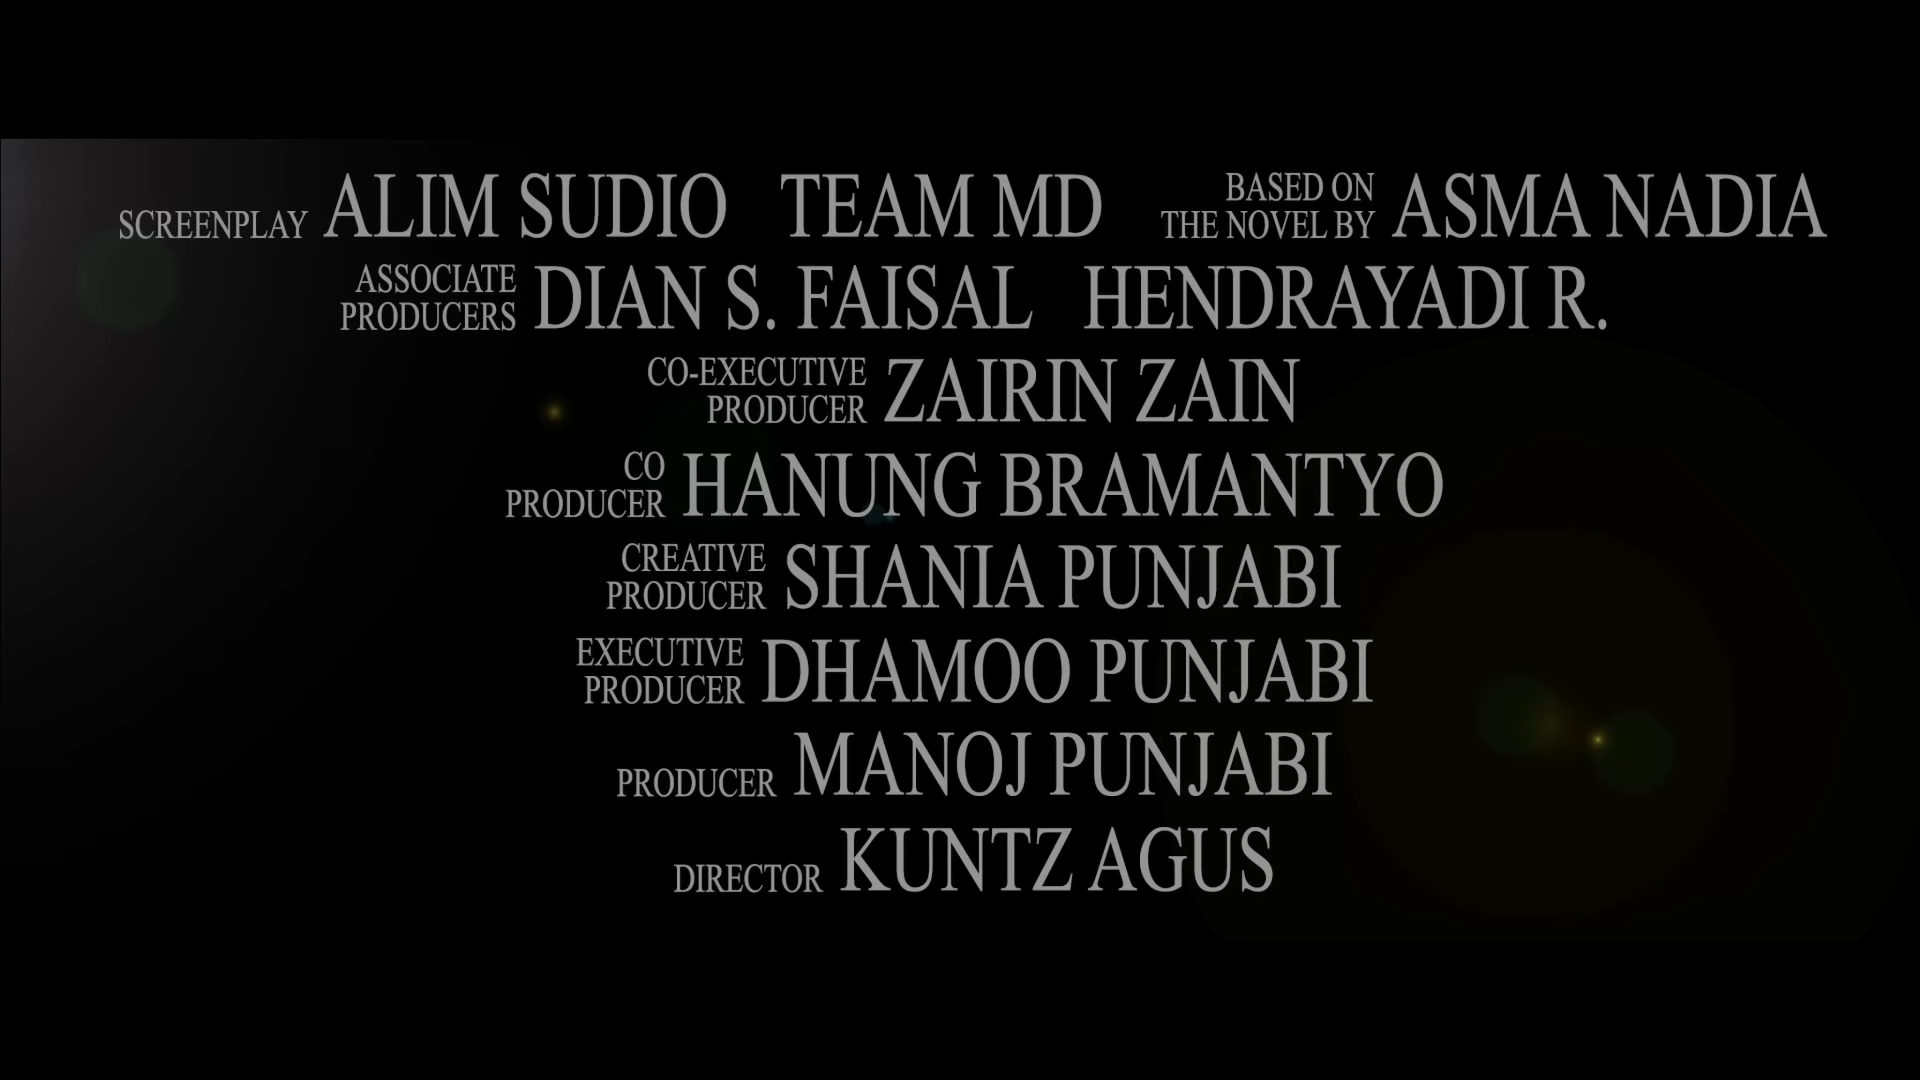 SCREENPLAY ALIM SUDIO TEAM MD BASED ON THE NOVEL BY ASMA NADIA
ASSOCIATE PRODUCERS DIAN S. FAISAL HENDRAYADI R.
CO-EXECUTIVE PRODUCER ZAIRIN ZAIN
CO PRODUCER HANUNG BRAMANTYO
CREATIVE PRODUCER SHANIA PUNJABI
EXECUTIVE PRODUCER DHAMOO PUNJABI
PRODUCER MANOJ PUNJABI
DIRECTOR KUNTZ AGUS